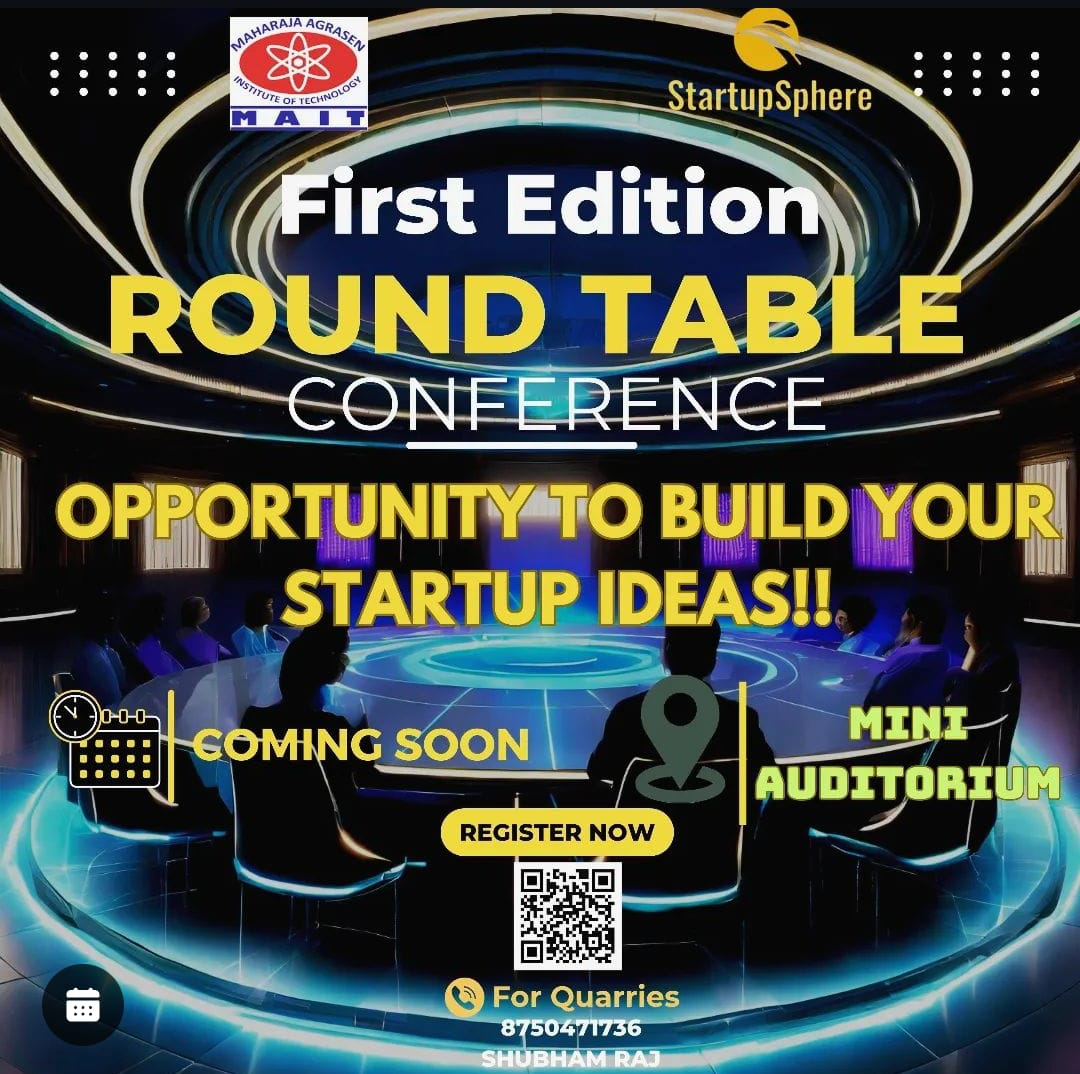 MAHARAJA AGRASEN
INSTITUTE OF TECHNOLOGY
MAIT
StartupSphere
First Edition
ROUND TABLE
CONFERENCE
OPPORTUNITY TO BUILD YOUR
STARTUP IDEAS!!
COMING SOON
MINI
AUDITORIUM
REGISTER NOW
For Quarries
8750471736
SHUBHAM RAJ